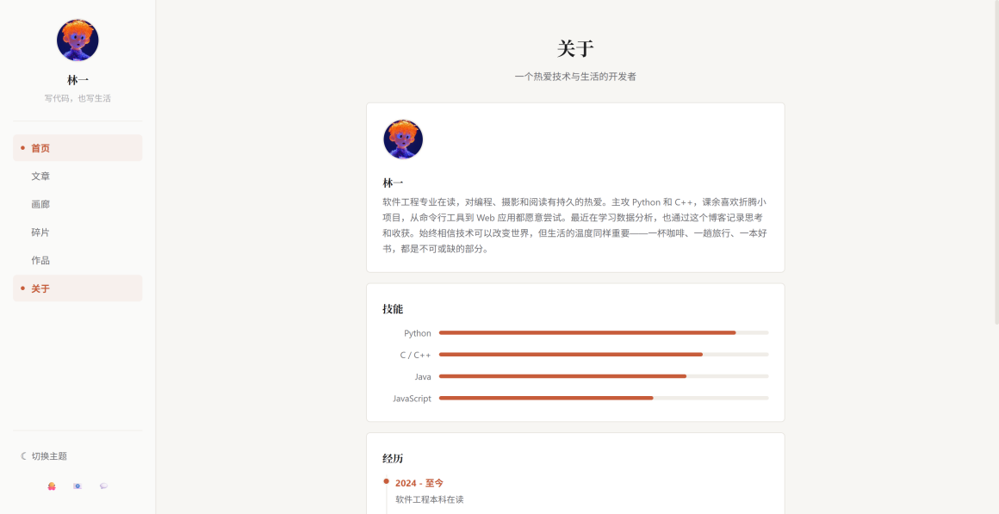 林一
写代码，也写生活
首页
文章
画廊
碎片
作品
关于
切换主题
关于
一个热爱技术与生活的开发者
林一
软件工程专业在读，对编程、摄影和阅读有持久的热爱。主攻 Python 和 C++，课余喜欢折腾小
项目，从命令行工具到 Web 应用都愿意尝试。最近在学习数据分析，也通过这个博客记录思考
和收获。始终相信技术可以改变世界，但生活的温度同样重要——一杯咖啡、一趟旅行、一本好
书，都是不可或缺的部分。
技能
Python
C / C++
Java
JavaScript
经历
2024 - 至今
软件工程本科在读